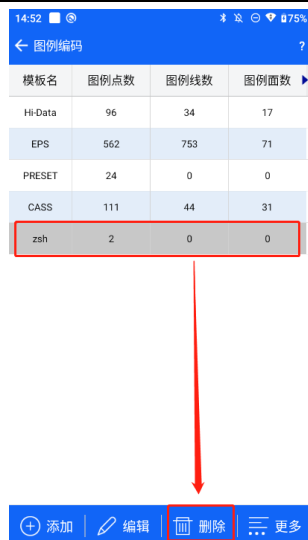 14:52 75%
图例编码 ?
模板名 图例点数 图例线数 图例面数
Hi-Data 96 34 17
EPS 562 753 71
PRESET 24 0 0
CASS 111 44 31
zsh 2 0 0
添加 编辑 删除 更多